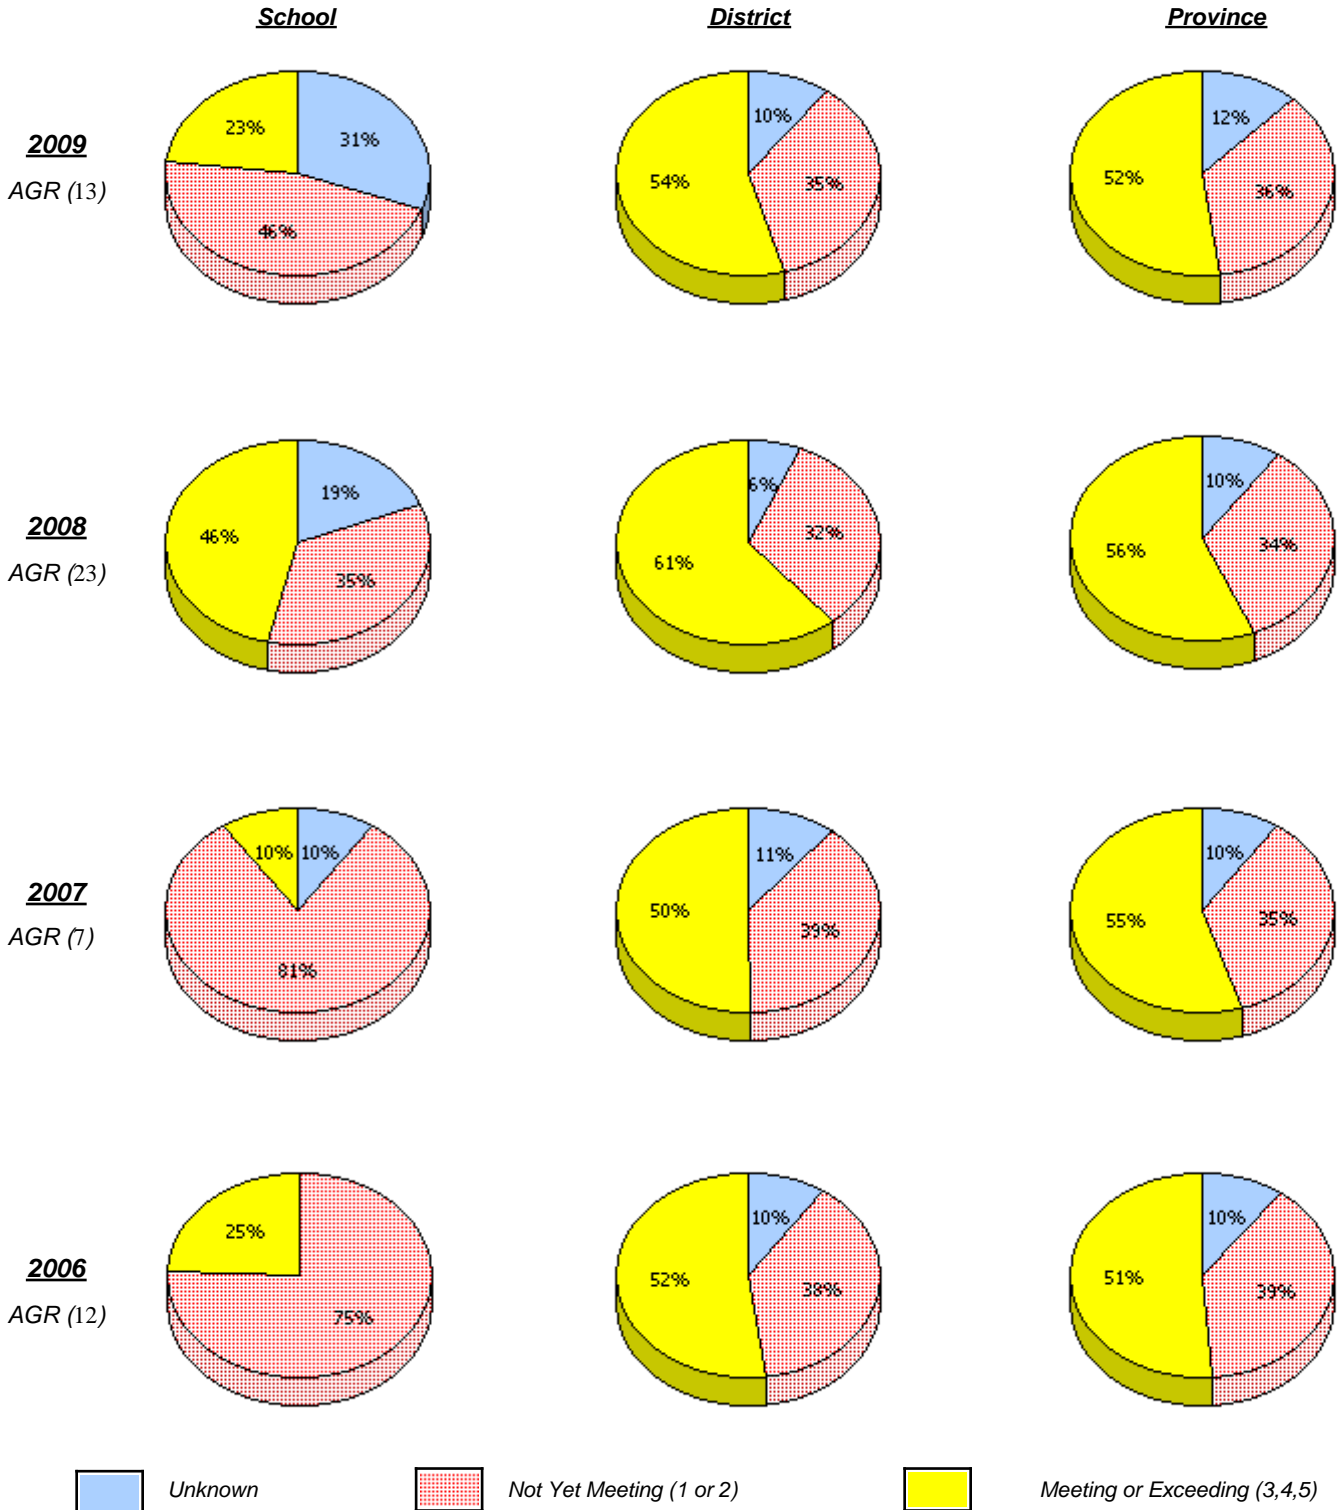 School District Province
2009
AGR (13)
23% 31% 46%
10% 35% 54%
12% 36% 52%
2008
AGR (23)
46% 19% 35%
6% 32% 61%
10% 34% 56%
2007
AGR (7)
10% 10% 81%
11% 39% 50%
10% 35% 55%
2006
AGR (12)
25% 75%
10% 38% 52%
10% 39% 51%
Unknown Not Yet Meeting (1 or 2) Meeting or Exceeding (3,4,5)